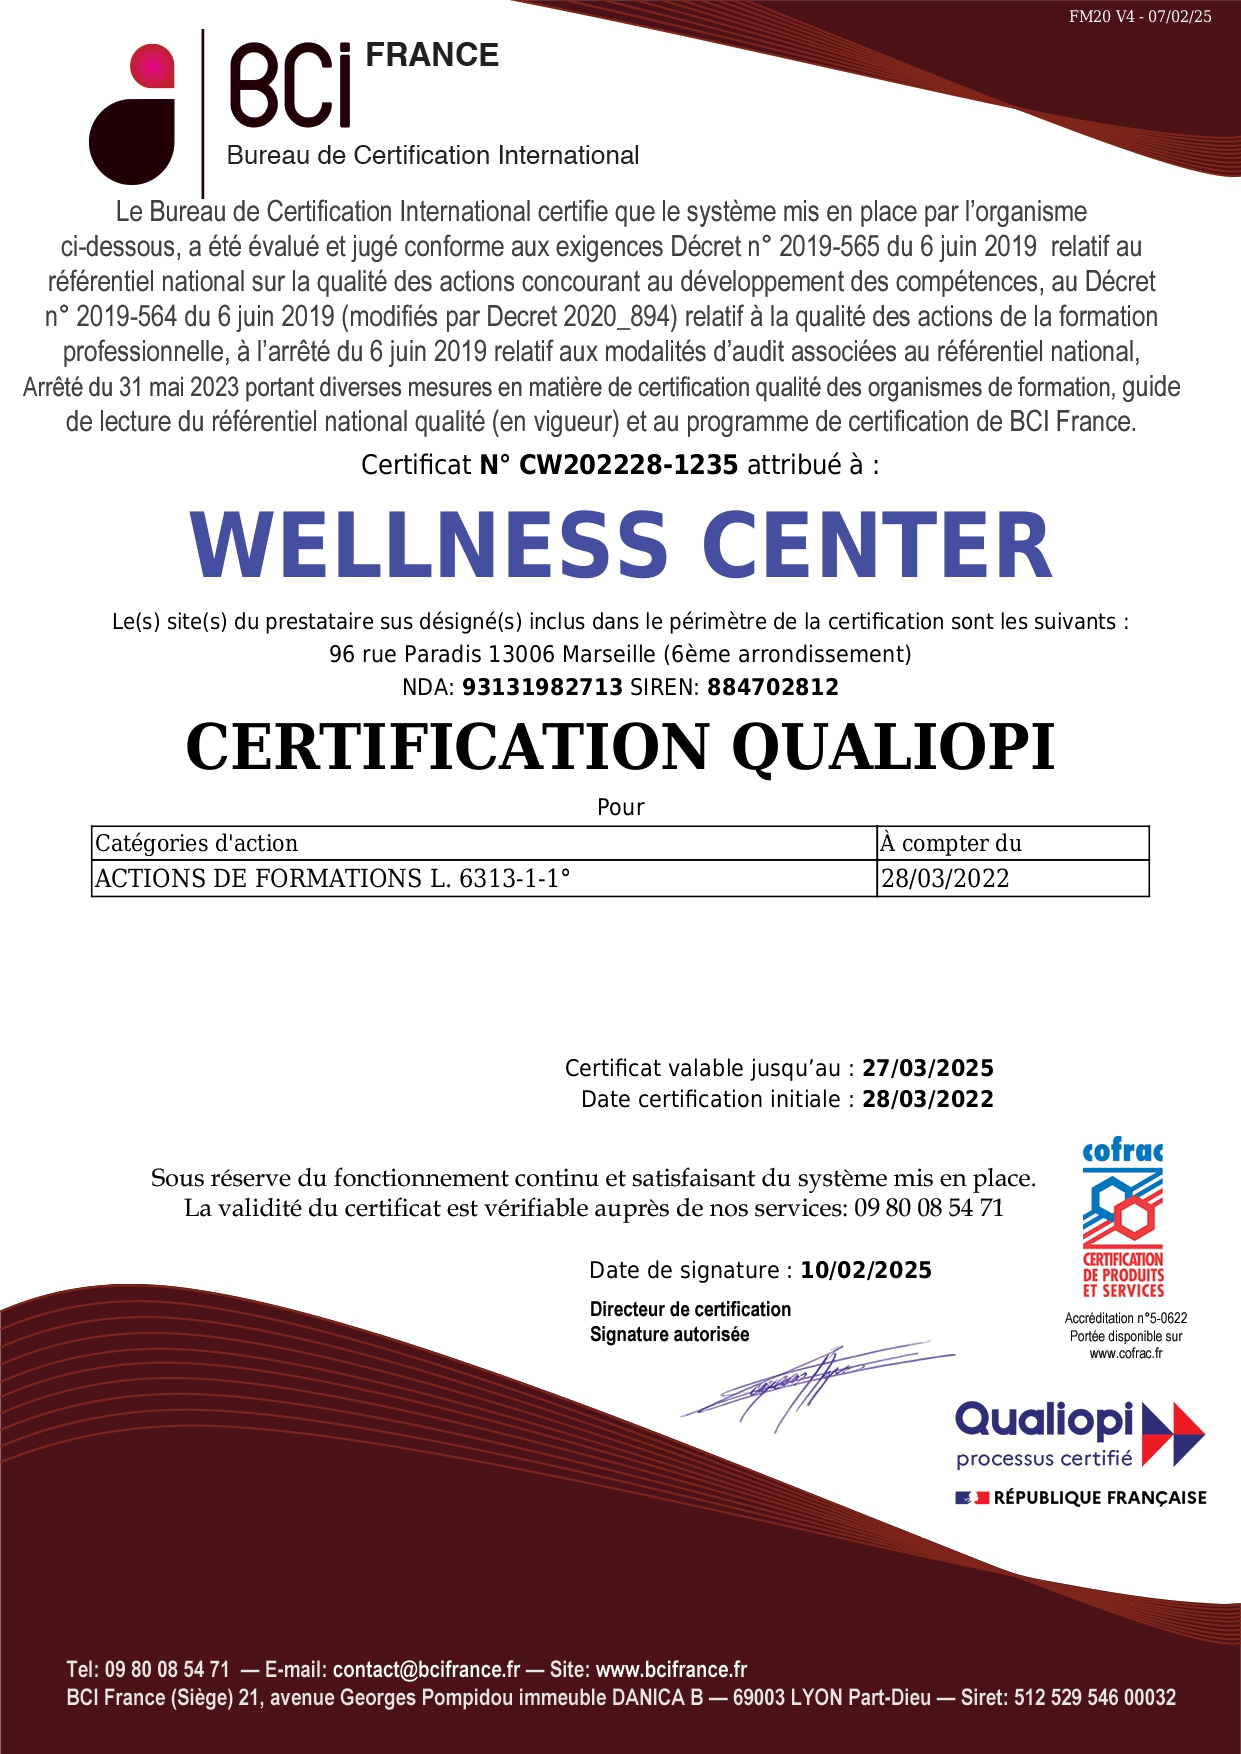 FM20 V4 - 07/02/25
BCi FRANCE
Bureau de Certification International
Le Bureau de Certification International certifie que le système mis en place par l’organisme
ci-dessous, a été évalué et jugé conforme aux exigences Décret n° 2019-565 du 6 juin 2019 relatif au
référentiel national sur la qualité des actions concourant au développement des compétences, au Décret
n° 2019-564 du 6 juin 2019 (modifiés par Decret 2020_894) relatif à la qualité des actions de la formation
professionnelle, à l’arrêté du 6 juin 2019 relatif aux modalités d’audit associées au référentiel national,
Arrêté du 31 mai 2023 portant diverses mesures en matière de certification qualité des organismes de formation, guide
de lecture du référentiel national qualité (en vigueur) et au programme de certification de BCI France.
Certificat N° CW202228-1235 attribué à :
WELLNESS CENTER
Le(s) site(s) du prestataire sus désigné(s) inclus dans le périmètre de la certification sont les suivants :
96 rue Paradis 13006 Marseille (6ème arrondissement)
NDA: 93131982713 SIREN: 884702812
CERTIFICATION QUALIOPI
Pour
Catégories d'action À compter du
ACTIONS DE FORMATIONS L. 6313-1-1° 28/03/2022
Certificat valable jusqu’au : 27/03/2025
Date certification initiale : 28/03/2022
Sous réserve du fonctionnement continu et satisfaisant du système mis en place.
La validité du certificat est vérifiable auprès de nos services: 09 80 08 54 71
cofrac
CERTIFICATION
DE PRODUITS
ET SERVICES
Accréditation n°5-0622
Portée disponible sur
www.cofrac.fr
Date de signature : 10/02/2025
Directeur de certification
Signature autorisée
Qualiopi
processus certifié
RÉPUBLIQUE FRANÇAISE
Tel: 09 80 08 54 71 — E-mail: contact@bcifrance.fr — Site: www.bcifrance.fr
BCI France (Siège) 21, avenue Georges Pompidou immeuble DANICA B — 69003 LYON Part-Dieu — Siret: 512 529 546 00032